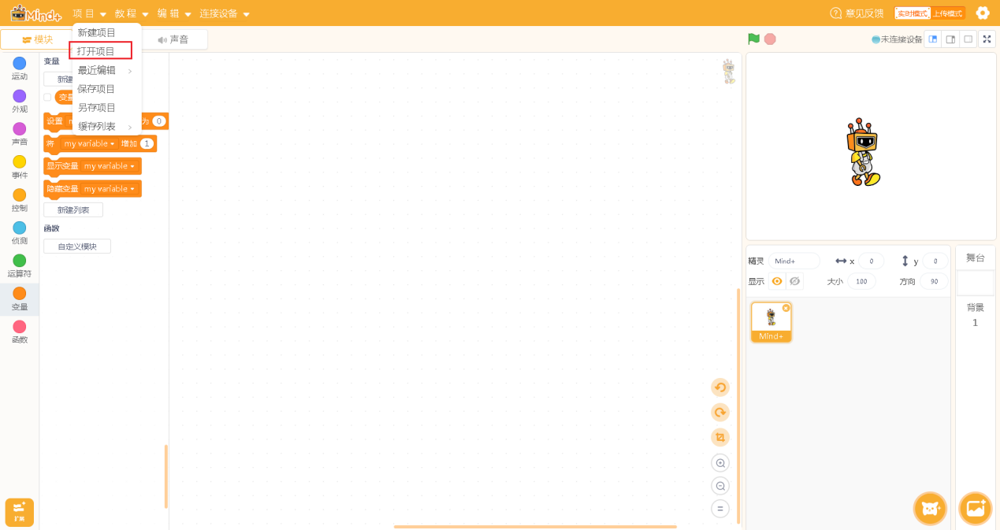 Mind+ 项目 教程 编辑 连接设备 意见反馈 实时模式 上传模式
模块 声音 未连接设备
新建项目
打开项目
最近编辑
保存项目
另存项目
缓存列表
运动
外观
声音
事件
控制
侦测
运算符
变量
函数
扩展
变量
新建
变量
设置 m 为 0
将 my variable 增加 1
显示变量 my variable
隐藏变量 my variable
新建列表
函数
自定义模块
精灵 Mind+ x 0 y 0
显示 大小 100 方向 90
Mind+
舞台
背景
1